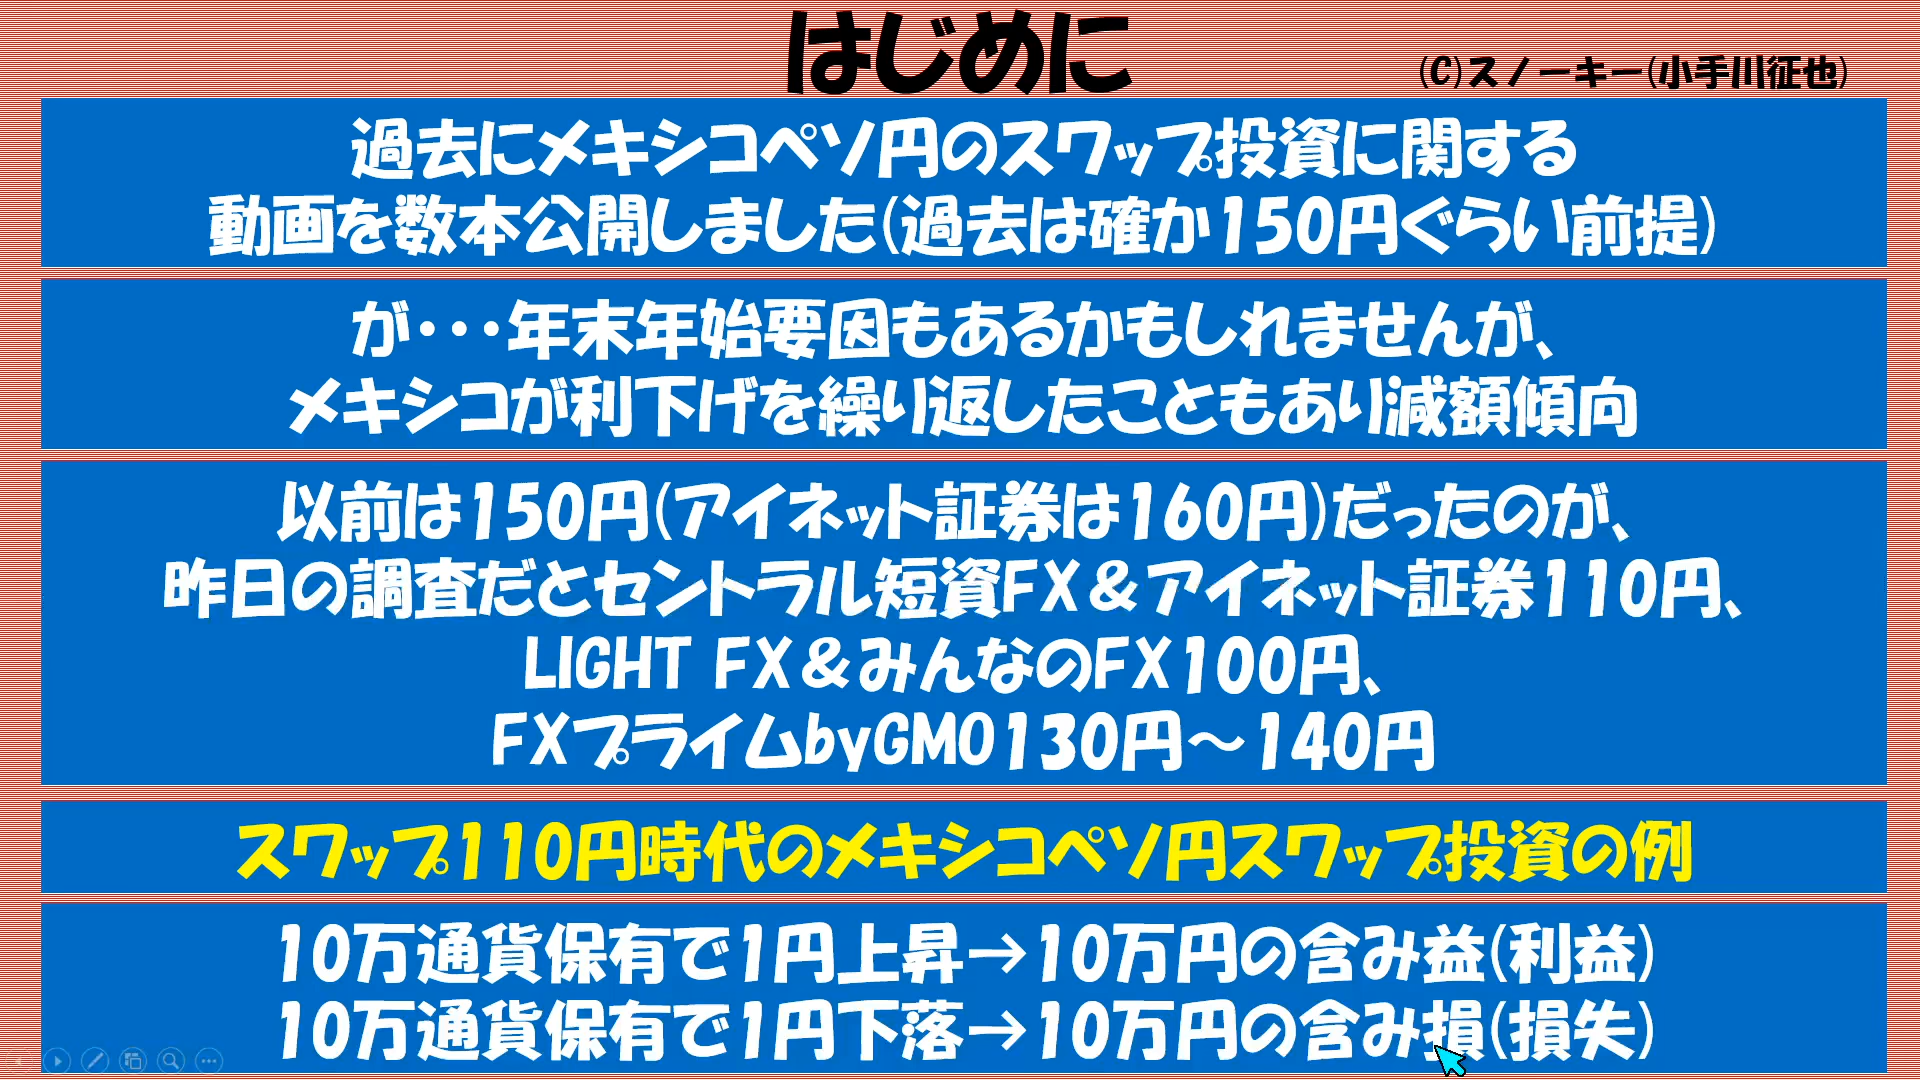 はじめに
(C)スノーキー(小手川征也)
過去にメキシコペソ円のスワップ投資に関する
動画を数本公開しました(過去は確か150円ぐらい前提)
が・・・年末年始要因もあるかもしれませんが、
メキシコが利下げを繰り返したこともあり減額傾向
以前は150円(アイネット証券は160円)だったのが、
昨日の調査だとセントラル短資FX＆アイネット証券110円、
LIGHT FX＆みんなのFX100円、
FXプライムbyGMO130円～140円
スワップ110円時代のメキシコペソ円スワップ投資の例
10万通貨保有で1円上昇→10万円の含み益(利益)
10万通貨保有で1円下落→10万円の含み損(損失)